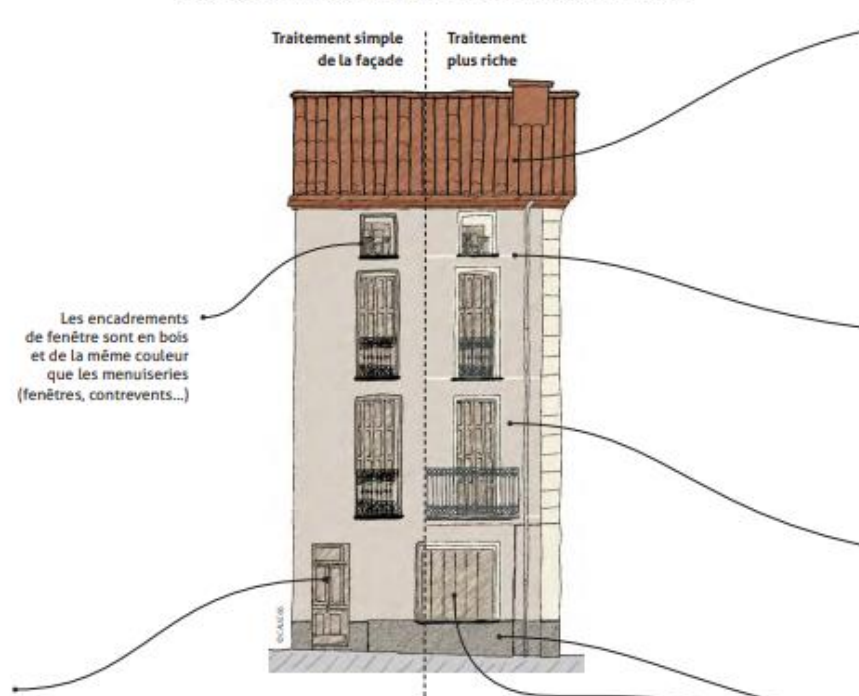 Traitement simple
de la façade
Traitement
plus riche
Les encadrements
de fenêtre sont en bois
et de la même couleur
que les menuiseries
(fenêtres, contrevents...)